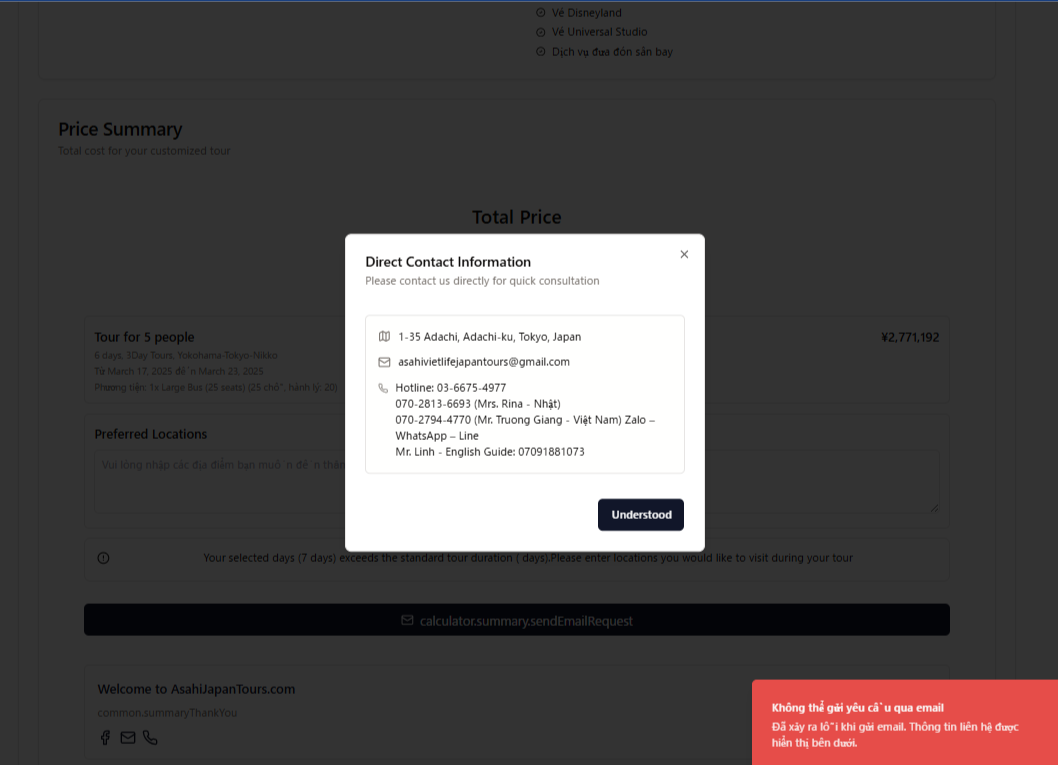 Vé Disneyland
Vé Universal Studio
Dịch vụ đưa đón sân bay
Price Summary
Total cost for your customized tour
Total Price
Direct Contact Information
Please contact us directly for quick consultation
1-35 Adachi, Adachi-ku, Tokyo, Japan
asahivietlifejapantours@gmail.com
Hotline: 03-6675-4977
070-2813-6693 (Mrs. Rina - Nhật)
070-2794-4770 (Mr. Truong Giang - Việt Nam) Zalo –
WhatsApp – Line
Mr. Linh - English Guide: 07091881073
Understood
Tour for 5 people
¥2,771,192
6 days, 3Day Tours, Yokohama-Tokyo-Nikko
Từ March 17, 2025 đến March 23, 2025
Phương tiện: 1x Large Bus (25 seats) (25 chỗ, hành lý: 20)
Preferred Locations
Vui lòng nhập các địa điểm bạn muốn đến
Your selected days (7 days) exceeds the standard tour duration ( days).Please enter locations you would like to visit during your tour
calculator.summary.sendEmailRequest
Welcome to AsahiJapanTours.com
common.summaryThankYou
Không thể gửi yêu cầu qua email
Đã xảy ra lỗi khi gửi email. Thông tin liên hệ được
hiển thị bên dưới.